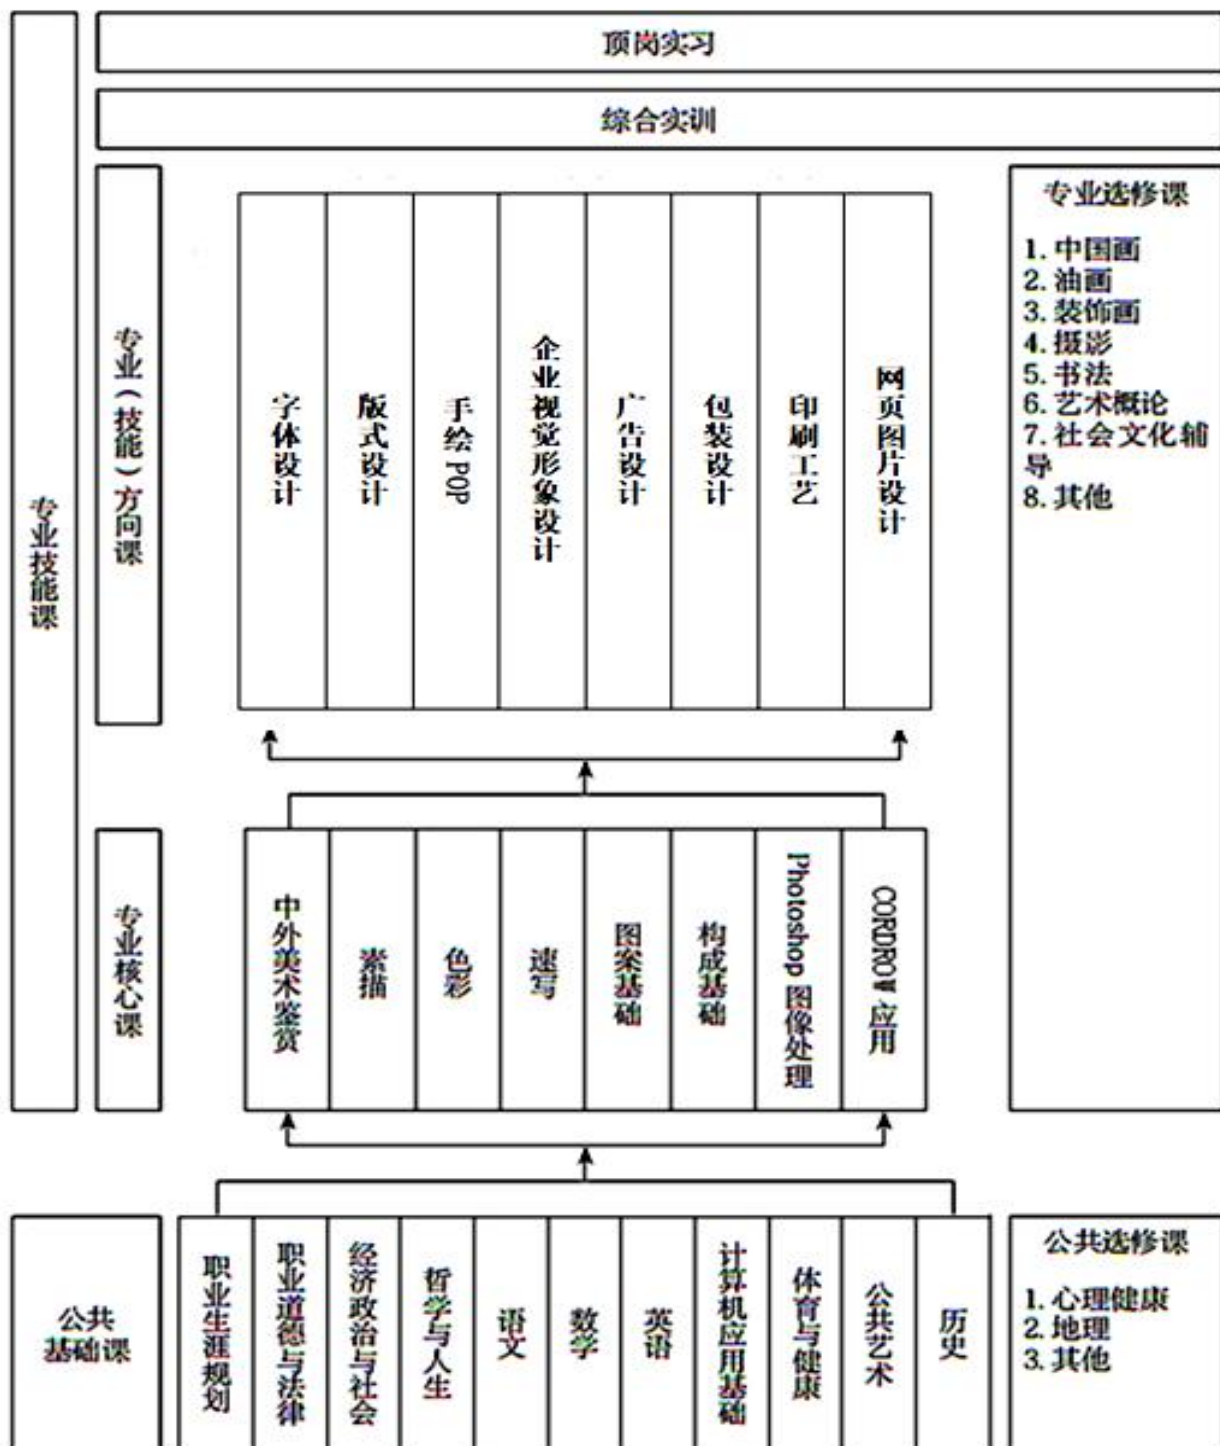 顶岗实习
综合实训
专业技能课
专业（技能）方向课
字体设计
版式设计
手绘 POP
企业视觉形象设计
广告设计
包装设计
印刷工艺
网页图片设计
专业选修课
1. 中国画
2. 油画
3. 装饰画
4. 摄影
5. 书法
6. 艺术概论
7. 社会文化辅
导
8. 其他
专业核心课
中外美术鉴赏
素描
色彩
速写
图案基础
构成基础
Photoshop 图像处理
CORDROW 应用
公共
基础课
职业生涯规划
职业道德与法律
经济政治与社会
哲学与人生
语文
数学
英语
计算机应用基础
体育与健康
公共艺术
历史
公共选修课
1. 心理健康
2. 地理
3. 其他